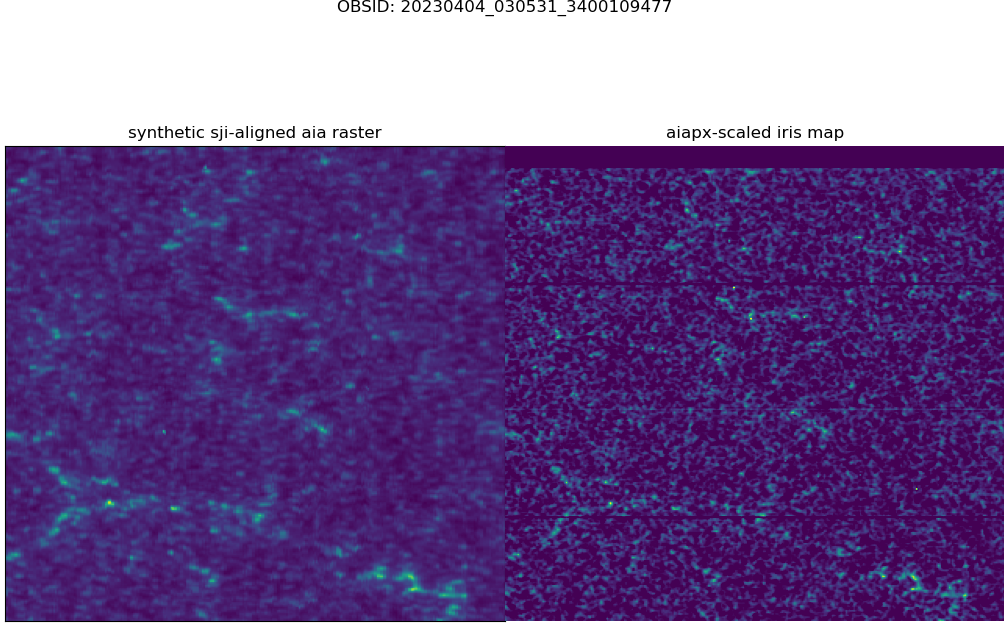 OBSID: 20230404_030531_3400109477
synthetic sji-aligned aia raster
aiapx-scaled iris map